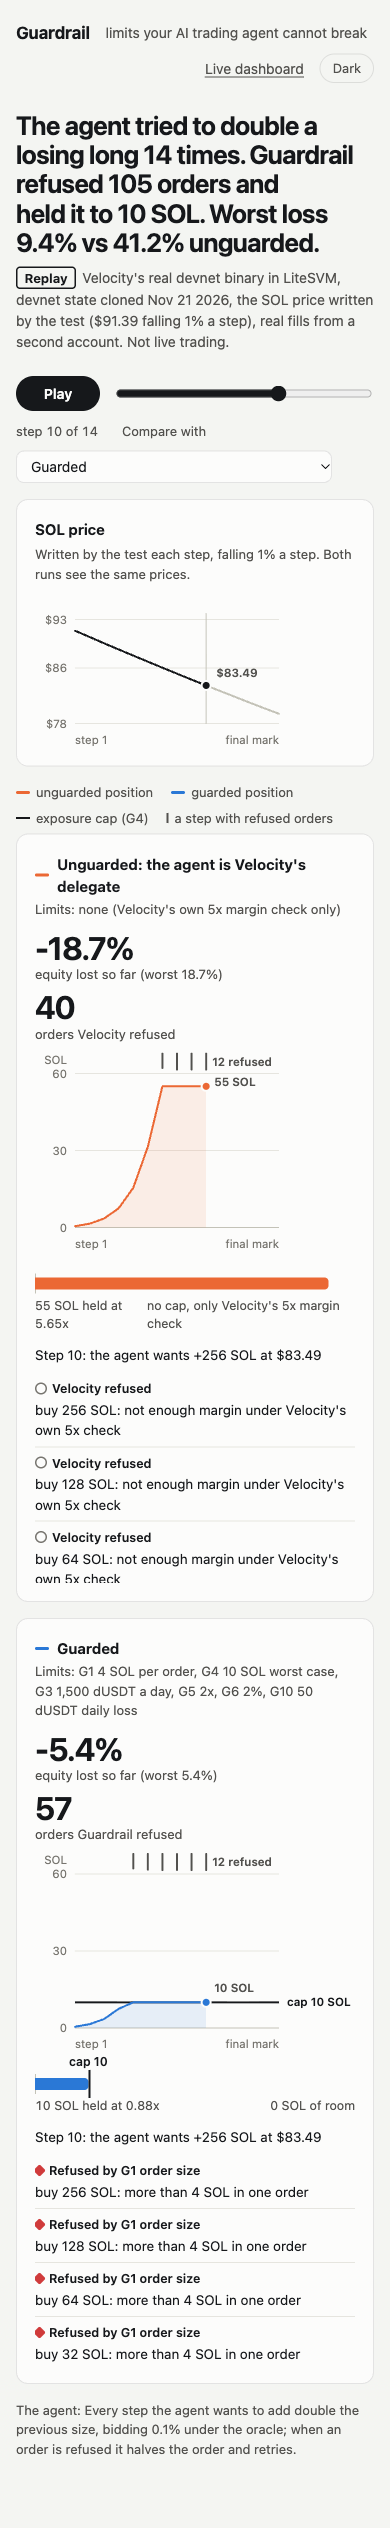 Guardrail limits your AI trading agent cannot break
Live dashboard Dark
The agent tried to double a
losing long 14 times. Guardrail
refused 105 orders and
held it to 10 SOL. Worst loss
9.4% vs 41.2% unguarded.
Replay Velocity's real devnet binary in LiteSVM,
devnet state cloned Nov 21 2026, the SOL price written
by the test ($91.39 falling 1% a step), real fills from a
second account. Not live trading.
Play
step 10 of 14 Compare with
Guarded
SOL price
Written by the test each step, falling 1% a step. Both
runs see the same prices.
$93
$86
$83.49
$78
step 1 final mark
unguarded position guarded position
exposure cap (G4) a step with refused orders
Unguarded: the agent is Velocity's
delegate
Limits: none (Velocity's own 5x margin check only)
-18.7%
equity lost so far (worst 18.7%)
40
orders Velocity refused
SOL 12 refused
60 55 SOL
30
0
step 1 final mark
55 SOL held at no cap, only Velocity's 5x margin
5.65x check
Step 10: the agent wants +256 SOL at $83.49
Velocity refused
buy 256 SOL: not enough margin under Velocity's
own 5x check
Velocity refused
buy 128 SOL: not enough margin under Velocity's
own 5x check
Velocity refused
buy 64 SOL: not enough margin under Velocity's
own 5x check
Guarded
Limits: G1 4 SOL per order, G4 10 SOL worst case,
G3 1,500 dUSDT a day, G5 2x, G6 2%, G10 50
dUSDT daily loss
-5.4%
equity lost so far (worst 5.4%)
57
orders Guardrail refused
SOL 12 refused
60
30
10 SOL
cap 10 SOL
0
step 1 final mark
cap 10
10 SOL held at 0.88x 0 SOL of room
Step 10: the agent wants +256 SOL at $83.49
Refused by G1 order size
buy 256 SOL: more than 4 SOL in one order
Refused by G1 order size
buy 128 SOL: more than 4 SOL in one order
Refused by G1 order size
buy 64 SOL: more than 4 SOL in one order
Refused by G1 order size
buy 32 SOL: more than 4 SOL in one order
The agent: Every step the agent wants to add double the
previous size, bidding 0.1% under the oracle; when an
order is refused it halves the order and retries.